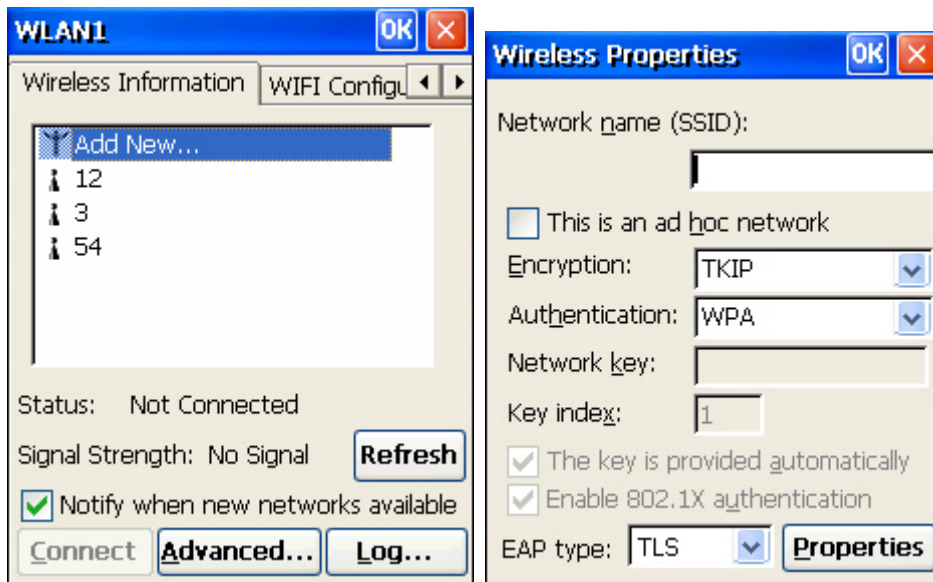 WLAN1 OK
Wireless Information WIFI Configu
Add New...
12
3
54
Status: Not Connected
Signal Strength: No Signal Refresh
Notify when new networks available
Connect Advanced... Log...
Wireless Properties OK
Network name (SSID):
This is an ad hoc network
Encryption: TKIP
Authentication: WPA
Network key:
Key index: 1
The key is provided automatically
Enable 802.1X authentication
EAP type: TLS Properties